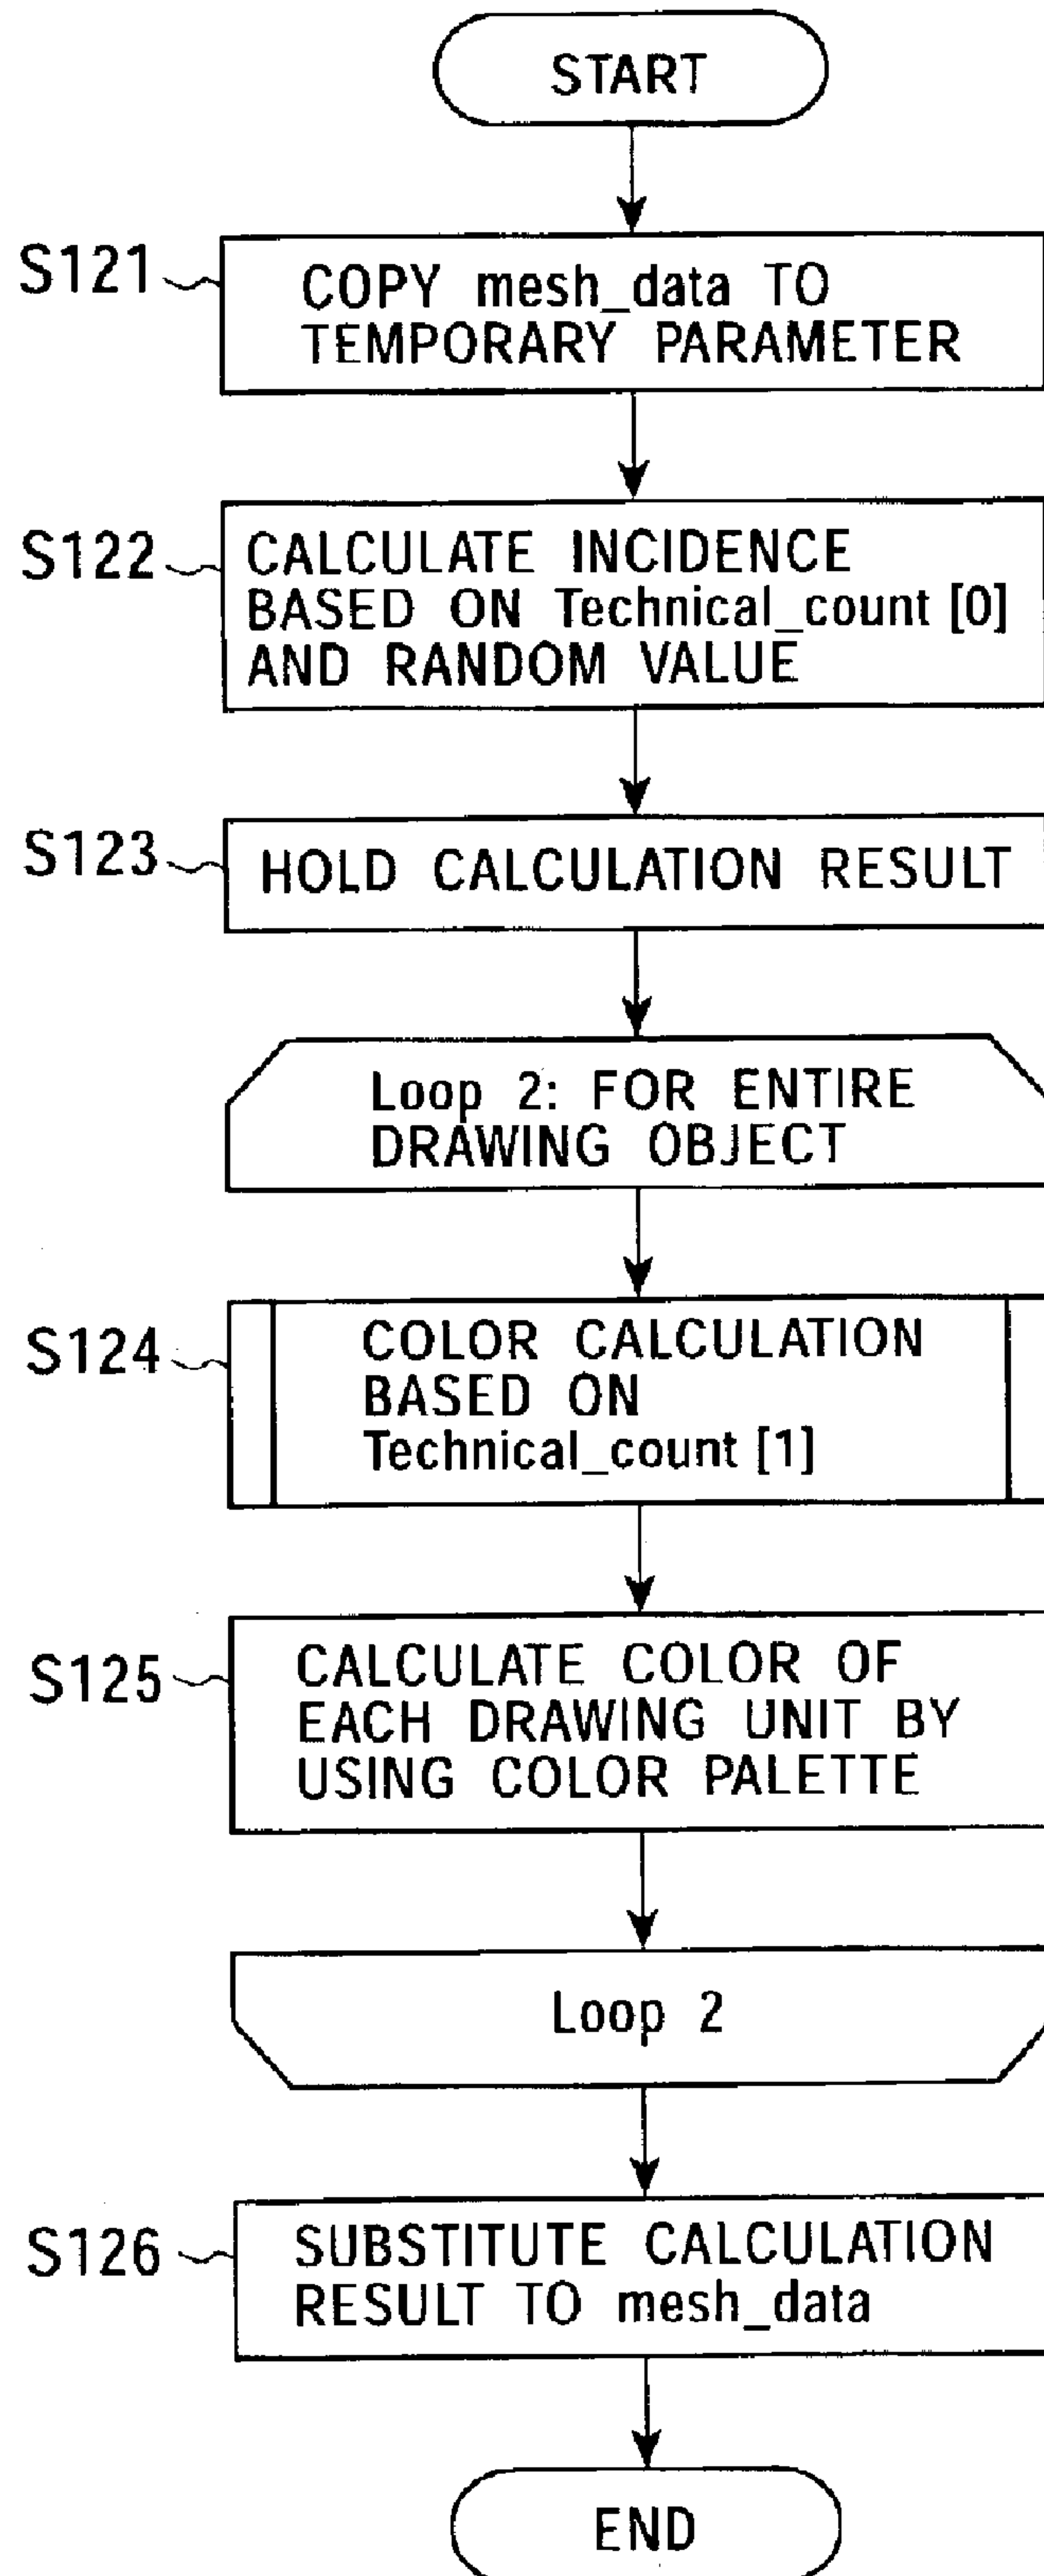 START
S121
COPY mesh_data TO
TEMPORARY PARAMETER
S122
CALCULATE INCIDENCE
BASED ON Technical_count [0]
AND RANDOM VALUE
S123
HOLD CALCULATION RESULT
Loop 2: FOR ENTIRE
DRAWING OBJECT
S124
COLOR CALCULATION
BASED ON
Technical_count [1]
S125
CALCULATE COLOR OF
EACH DRAWING UNIT BY
USING COLOR PALETTE
Loop 2
S126
SUBSTITUTE CALCULATION
RESULT TO mesh_data
END